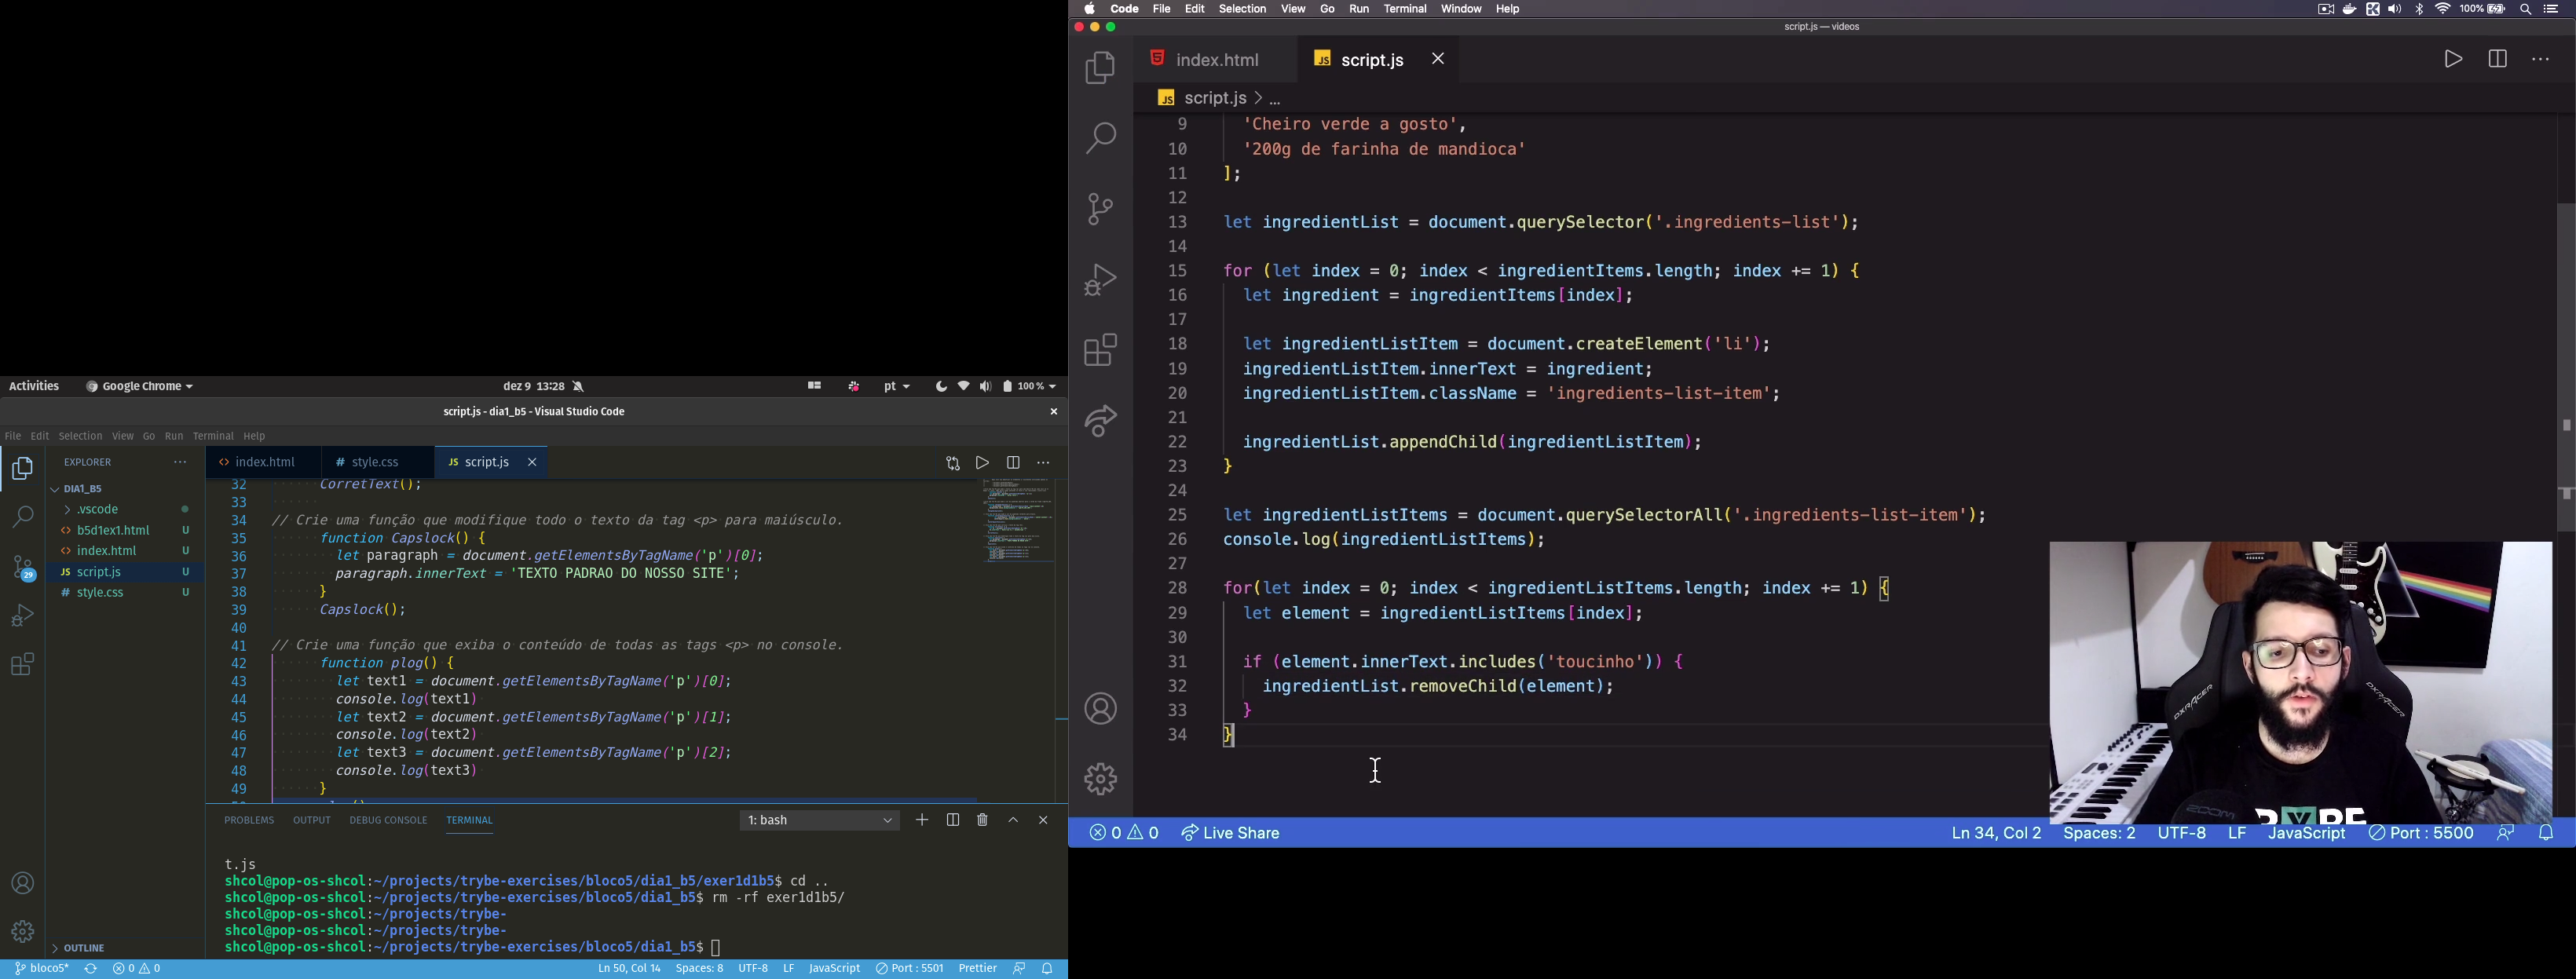 Activities
Google Chrome
dez 9 13:28
pt
100 %
script.js - dia1_b5 - Visual Studio Code
File Edit Selection View Go Run Terminal Help
EXPLORER
DIA1_B5
.vscode
b5d1ex1.html U
index.html U
JS script.js U
# style.css U
29
OUTLINE
index.html
# style.css
JS script.js
32 CorretText();
33
34 // Crie uma função que modifique todo o texto da tag <p> para maiúsculo.
35 function Capslock() {
36 let paragraph = document.getElementsByTagName('p')[0];
37 paragraph.innerText = 'TEXTO PADRAO DO NOSSO SITE';
38 }
39 Capslock();
40
41 // Crie uma função que exiba o conteúdo de todas as tags <p> no console.
42 function plog() {
43 let text1 = document.getElementsByTagName('p')[0];
44 console.log(text1)
45 let text2 = document.getElementsByTagName('p')[1];
46 console.log(text2)
47 let text3 = document.getElementsByTagName('p')[2];
48 console.log(text3)
49 }
PROBLEMS OUTPUT DEBUG CONSOLE TERMINAL
1: bash
t.js
shcol@pop-os-shcol:~/projects/trybe-exercises/bloco5/dia1_b5/exer1d1b5$ cd ..
shcol@pop-os-shcol:~/projects/trybe-exercises/bloco5/dia1_b5$ rm -rf exer1d1b5/
shcol@pop-os-shcol:~/projects/trybe-
shcol@pop-os-shcol:~/projects/trybe-
shcol@pop-os-shcol:~/projects/trybe-exercises/bloco5/dia1_b5$
bloco5* 0 0
Ln 50, Col 14 Spaces: 8 UTF-8 LF JavaScript Port : 5501 Prettier
Code File Edit Selection View Go Run Terminal Window Help
100%
script.js — videos
index.html
JS script.js
JS script.js > ...
9 'Cheiro verde a gosto',
10 '200g de farinha de mandioca'
11 ];
12
13 let ingredientList = document.querySelector('.ingredients-list');
14
15 for (let index = 0; index < ingredientItems.length; index += 1) {
16 let ingredient = ingredientItems[index];
17
18 let ingredientListItem = document.createElement('li');
19 ingredientListItem.innerText = ingredient;
20 ingredientListItem.className = 'ingredients-list-item';
21
22 ingredientList.appendChild(ingredientListItem);
23 }
24
25 let ingredientListItems = document.querySelectorAll('.ingredients-list-item');
26 console.log(ingredientListItems);
27
28 for(let index = 0; index < ingredientListItems.length; index += 1) {
29 let element = ingredientListItems[index];
30
31 if (element.innerText.includes('toucinho')) {
32 ingredientList.removeChild(element);
33 }
34 }
DXRACER
DXRACER
ZOOM
0 0 Live Share
Ln 34, Col 2 Spaces: 2 UTF-8 LF JavaScript Port : 5500